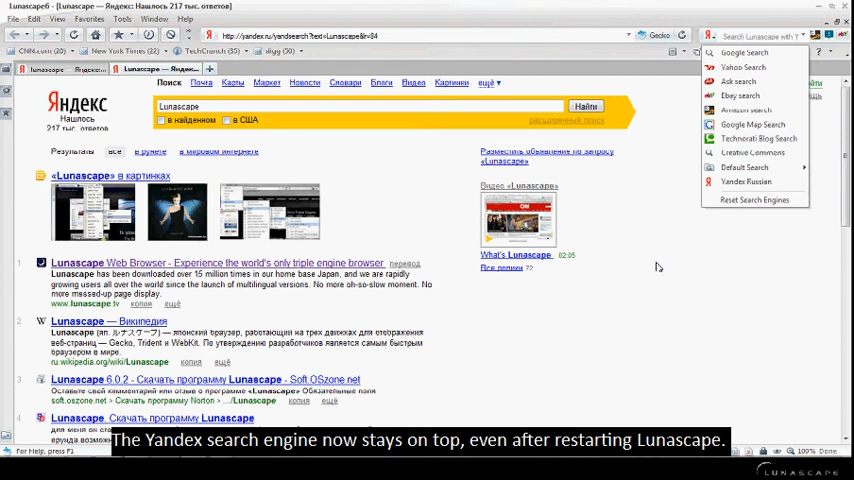 Lunascape6 - [Lunascape — Яндекс: Нашлось 217 тыс. ответов]
File Edit View Favorites Tools Window Help
http://yandex.ru/yandsearch?text=Lunascape&lr=84
Gecko
Search Lunascape with Y
CNN.com New York Times (22) TechCrunch (25) digg (50)
lunascape Яндекс... Lunascape — Яндек...
Поиск Почта Карты Маркет Новости Словари Блоги Видео Картинки ещё
Яндекс
Нашлось
217 тыс. ответов
Lunascape
Найти
в найденном в США
расширенный поиск
Результаты все в рунете в мировом интернете
Разместить объявление по запросу
«Lunascape»
«Lunascape» в картинках
Видео «Lunascape»
What's Lunascape 02:05
Все ролики 72
1 Lunascape Web Browser - Experience the world's only triple engine browser перевод
Lunascape has been downloaded over 15 million times in our home base Japan, and we are rapidly
growing users all over the world since the launch of multilingual versions. No more oh-so-slow moment. No
more messed-up page display.
www.lunascape.tv копия ещё
2 Lunascape — Википедия
Lunascape (яп. ルナスケープ) — японский браузер, работающий на трех движках для отображения
веб-страниц — Gecko, Trident и WebKit. По утверждению разработчиков является самым быстрым
браузером в мире.
ru.wikipedia.org/wiki/Lunascape копия ещё
3 Lunascape 6.0.2 - Скачать программу Lunascape - Soft OSzone.net
Оставьте свой комментарий или отзыв о программе «Lunascape» Обязательные поля
soft.oszone.net > Скачать программу Norton > .../Lunascape копия ещё
4 Lunascape. Скачать программу Lunascape
Google Search
Yahoo Search
Ask search
Ebay search
Amazon search
Google Map Search
Technorati Blog Search
Creative Commons
Default Search
Yandex Russian
Reset Search Engines
The Yandex search engine now stays on top, even after restarting Lunascape.
For Help, press F1
100%
LUNASCAPE